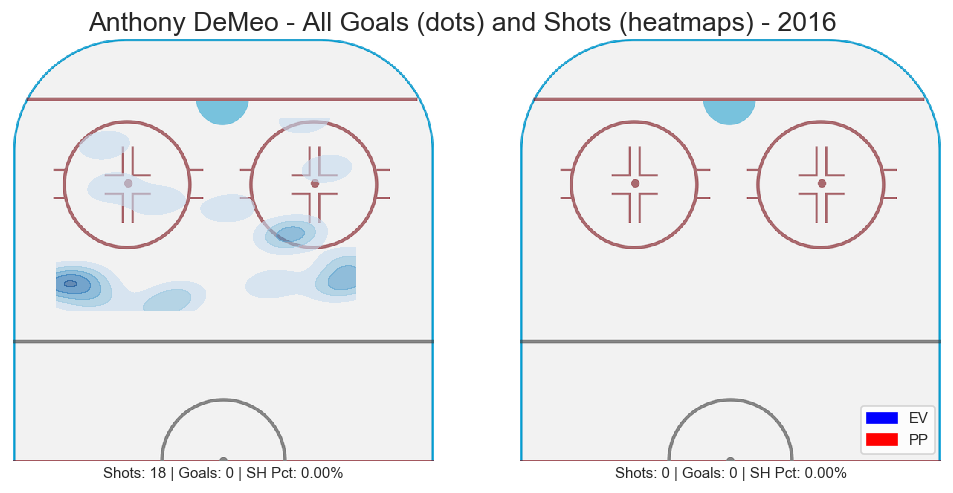 Anthony DeMeo - All Goals (dots) and Shots (heatmaps) - 2016
EV
PP
Shots: 18 | Goals: 0 | SH Pct: 0.00%
Shots: 0 | Goals: 0 | SH Pct: 0.00%